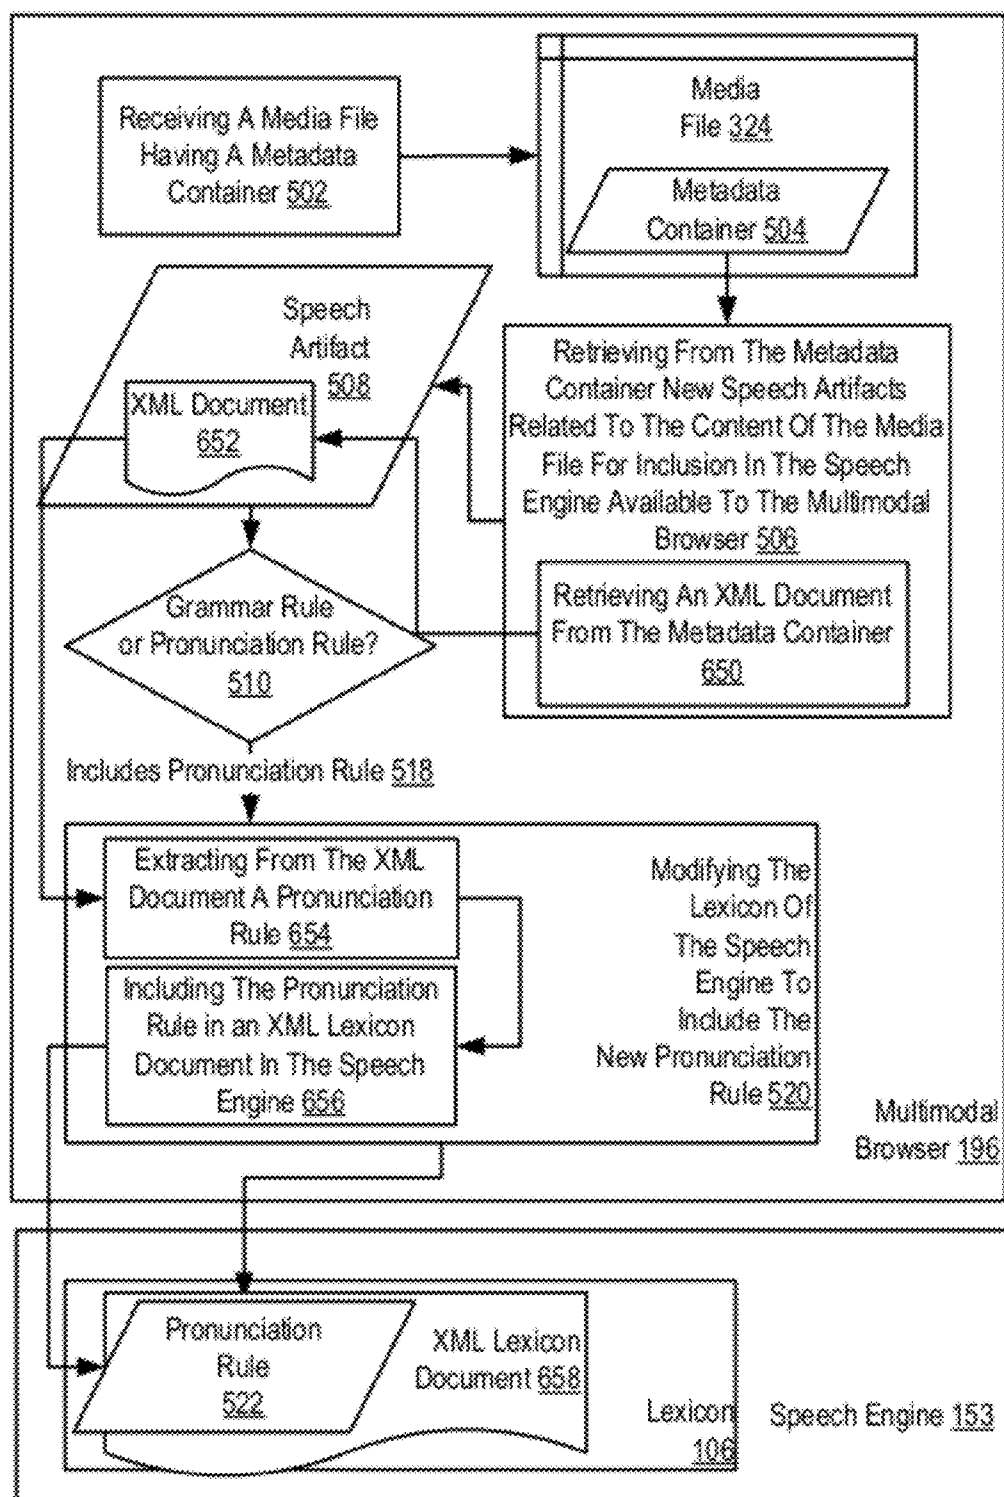 Receiving A Media File
Having A Metadata
Container 502
Media
File 324
Metadata
Container 504
Speech
Artifact
508
XML Document
652
Retrieving From The Metadata
Container New Speech Artifacts
Related To The Content Of The Media
File For Inclusion In The Speech
Engine Available To The Multimodal
Browser 506
Retrieving An XML Document
From The Metadata Container
650
Grammar Rule
or Pronunciation Rule?
510
Includes Pronunciation Rule 518
Extracting From The XML
Document A Pronunciation
Rule 654
Including The Pronunciation
Rule in an XML Lexicon
Document In The Speech
Engine 656
Modifying The
Lexicon Of
The Speech
Engine To
Include The
New Pronunciation
Rule 520
Multimodal
Browser 196
Pronunciation
Rule
522
XML Lexicon
Document 658
Lexicon
106
Speech Engine 153